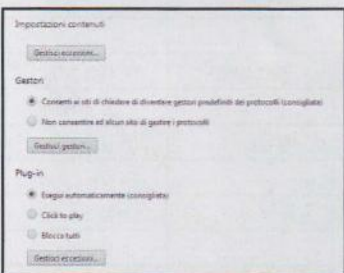 Impostazioni contenuti
Gestisci eccezioni...
Gestori
Consenti ai siti di chiedere di diventare gestori predefiniti dei protocolli (consigliata)
Non consentire ad alcun sito di gestire i protocolli
Gestisci gestori...
Plug-in
Esegui automaticamente (consigliata)
Click to play
Blocca tutti
Gestisci eccezioni...